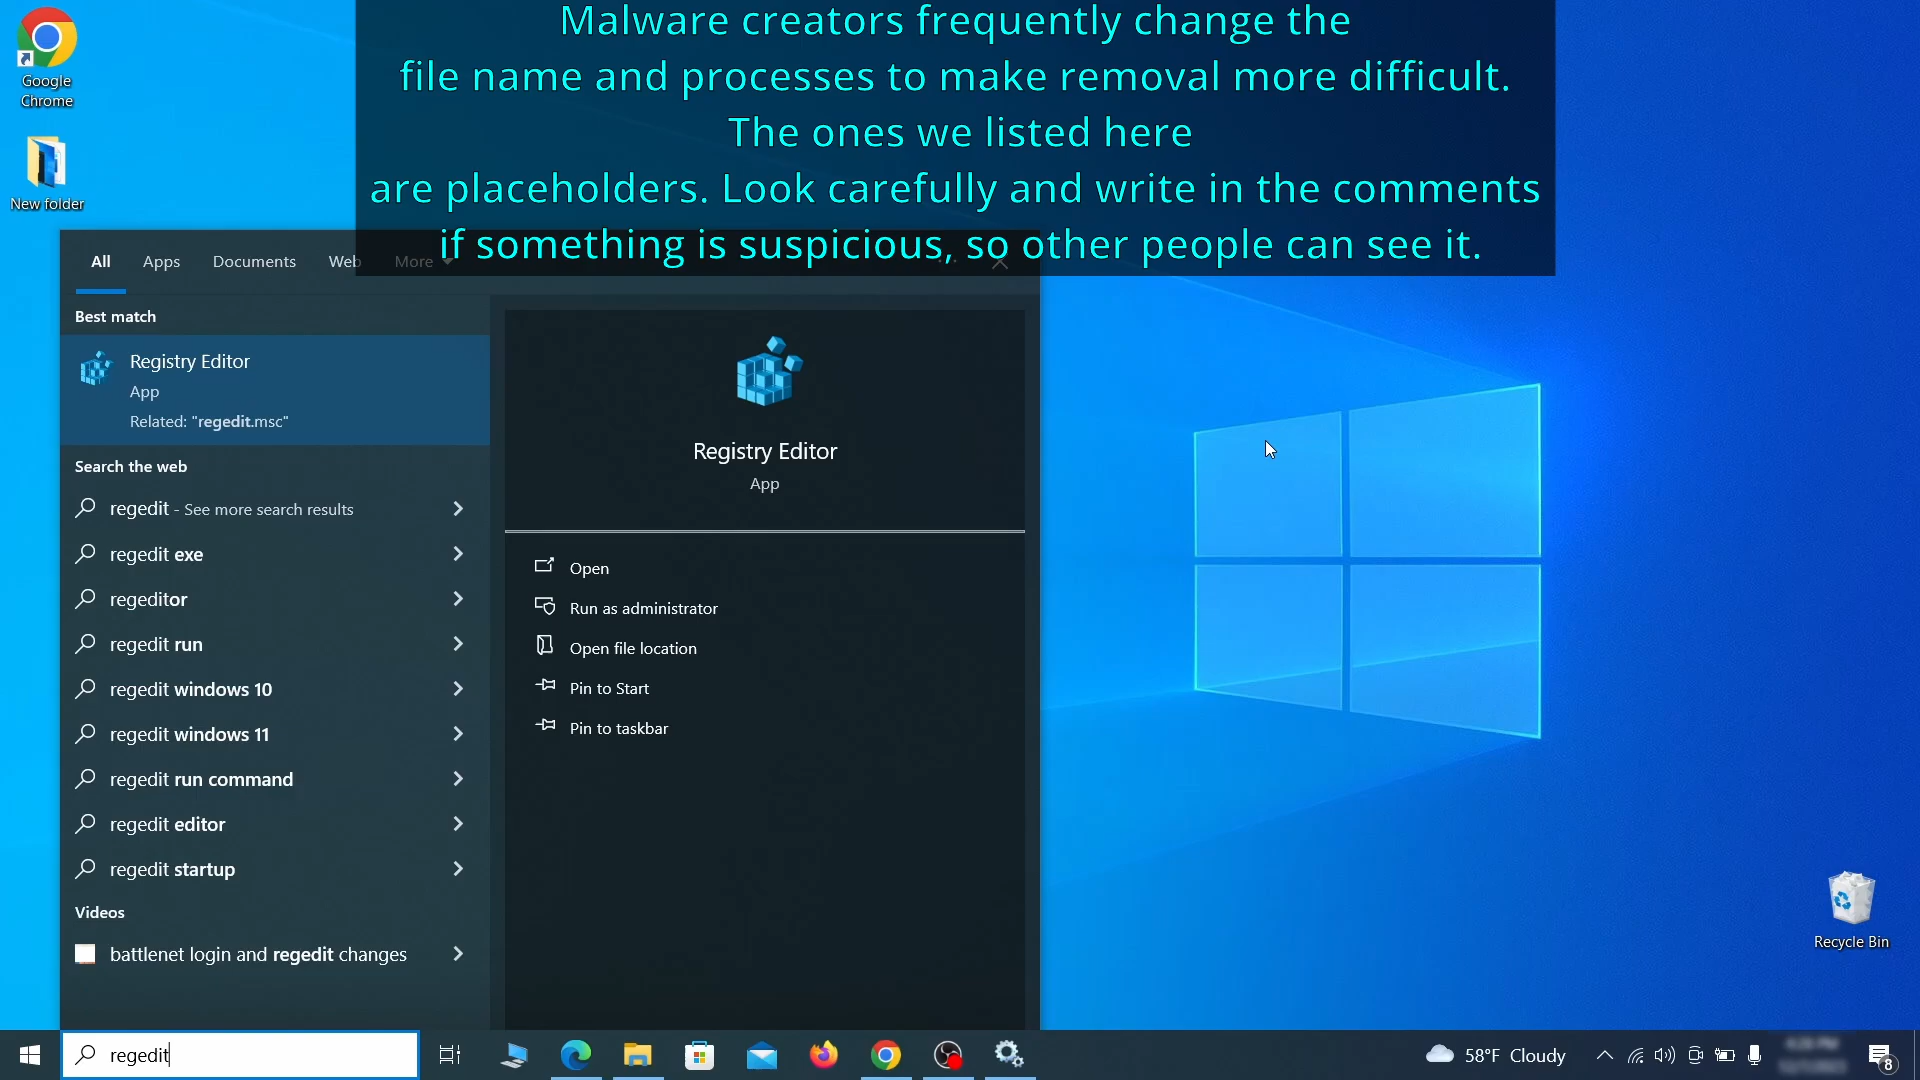 Malware creators frequently change the
file name and processes to make removal more difficult.
The ones we listed here
are placeholders. Look carefully and write in the comments
if something is suspicious, so other people can see it.
Google
Chrome
New folder
All
Apps
Documents
Web
More
Best match
Registry Editor
App
Related: "regedit.msc"
Search the web
regedit - See more search results
regedit exe
regeditor
regedit run
regedit windows 10
regedit windows 11
regedit run command
regedit editor
regedit startup
Videos
battlenet login and regedit changes
Registry Editor
App
Open
Run as administrator
Open file location
Pin to Start
Pin to taskbar
Recycle Bin
regedit
58°F Cloudy
8